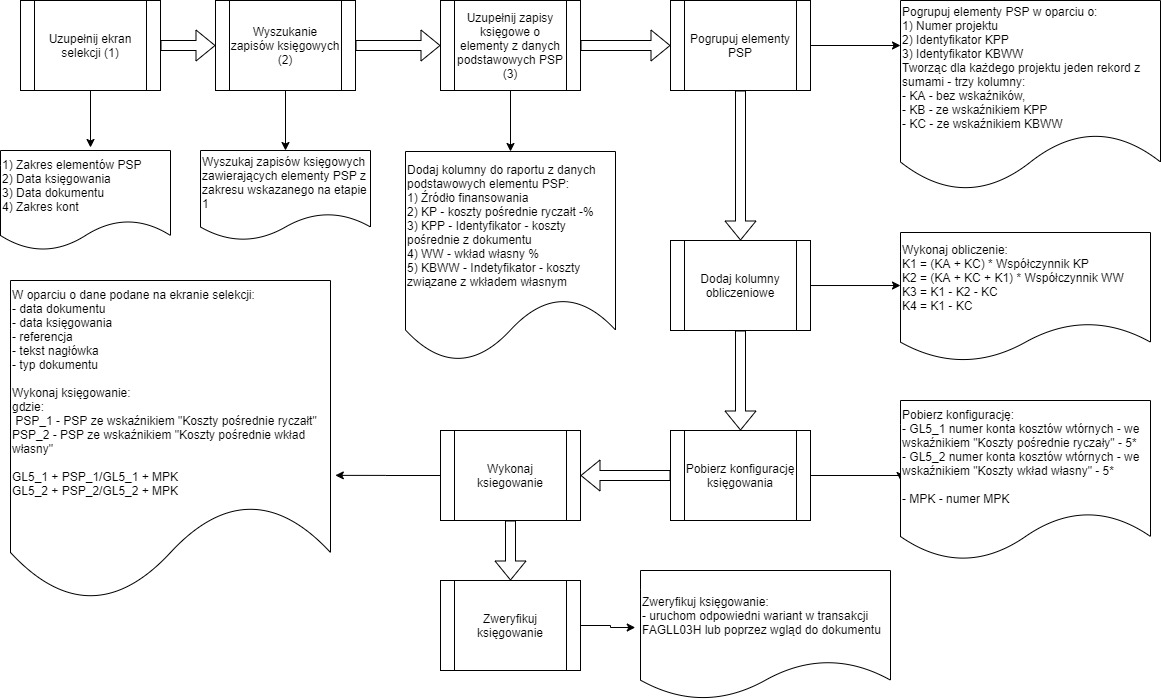 Uzupełnij ekran
selekcji (1)
Wyszukanie
zapisów księgowych
(2)
Uzupełnij zapisy
księgowe o
elementy z danych
podstawowych PSP
(3)
Pogrupuj elementy
PSP
Pogrupuj elementy PSP w oparciu o:
1) Numer projektu
2) Identyfikator KPP
3) Identyfikator KBWW
Tworząc dla każdego projektu jeden rekord z
sumami - trzy kolumny:
- KA - bez wskaźników,
- KB - ze wskaźnikiem KPP
- KC - ze wskaźnikiem KBWW
1) Zakres elementów PSP
2) Data księgowania
3) Data dokumentu
4) Zakres kont
Wyszukaj zapisów księgowych
zawierających elementy PSP z
zakresu wskazanego na etapie
1
Dodaj kolumny do raportu z danych
podstawowych elementu PSP:
1) Źródło finansowania
2) KP - koszty pośrednie ryczałt -%
3) KPP - Identyfikator - koszty
pośrednie z dokumentu
4) WW - wkład własny %
5) KBWW - Indetyfikator - koszty
związane z wkładem własnym
Dodaj kolumny
obliczeniowe
Wykonaj obliczenie:
K1 = (KA + KC) * Współczynnik KP
K2 = (KA + KC + K1) * Współczynnik WW
K3 = K1 - K2 - KC
K4 = K1 - KC
W oparciu o dane podane na ekranie selekcji:
- data dokumentu
- data księgowania
- referencja
- tekst nagłówka
- typ dokumentu
Wykonaj księgowanie:
gdzie:
PSP_1 - PSP ze wskaźnikiem "Koszty pośrednie ryczałt"
PSP_2 - PSP ze wskaźnikiem "Koszty pośrednie wkład
własny"
GL5_1 + PSP_1/GL5_1 + MPK
GL5_2 + PSP_2/GL5_2 + MPK
Wykonaj
księgowanie
Pobierz konfigurację
księgowania
Pobierz konfigurację:
- GL5_1 numer konta kosztów wtórnych - we
wskaźnikiem "Koszty pośrednie ryczały" - 5*
- GL5_2 numer konta kosztów wtórnych - we
wskaźnikiem "Koszty wkład własny" - 5*
- MPK - numer MPK
Zweryfikuj
księgowanie
Zweryfikuj księgowanie:
- uruchom odpowiedni wariant w transakcji
FAGLL03H lub poprzez wgląd do dokumentu